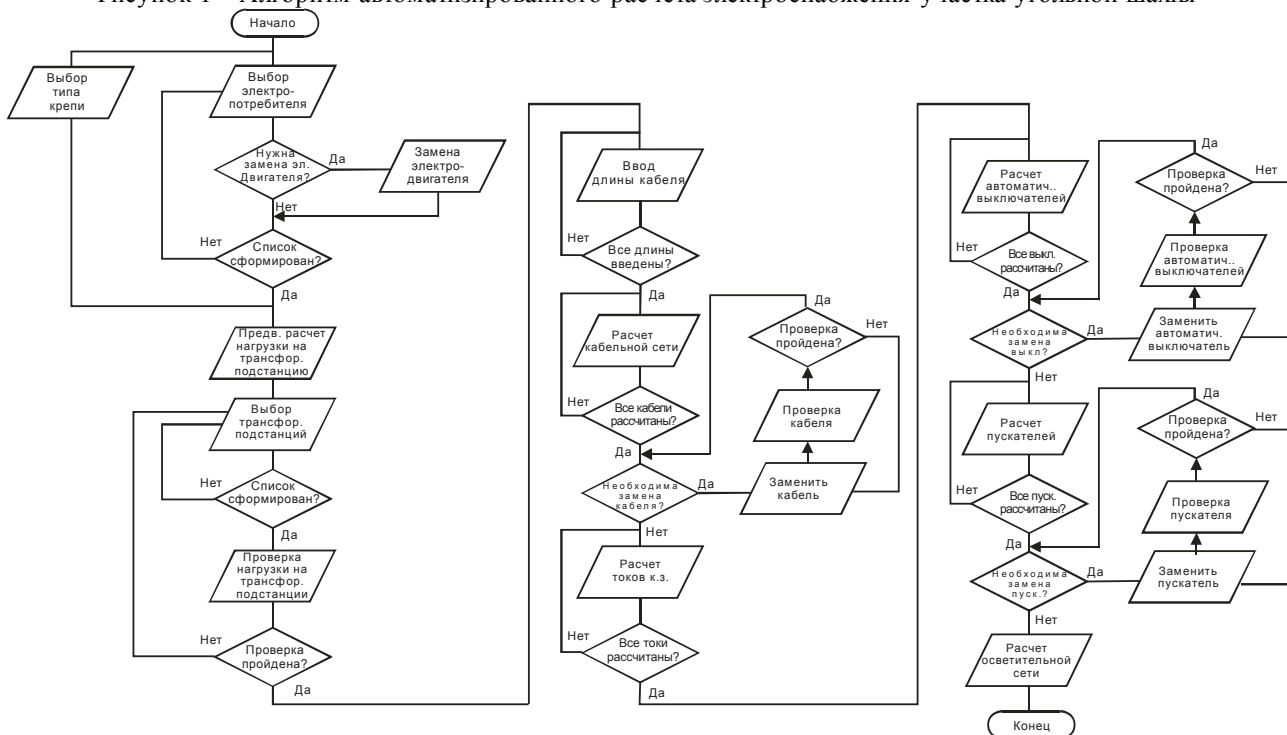 Рисунок 1 – Алгоритм автоматизированного расчета электроснабжения участка угольной шахты
Начало
Выбор
типа
крепи
Выбор
электро-
потребителя
Нужна
замена эл.
Двигателя?
Да
Замена
электро-
двигателя
Нет
Нет
Список
сформирован?
Да
Предв. расчет
нагрузки на
трансфор.
подстанцию
Выбор
трансфор.
подстанций
Нет
Список
сформирован?
Да
Проверка
нагрузки на
трансфор.
подстанции
Нет
Проверка
пройдена?
Да
Ввод
длины кабеля
Нет
Все длины
введены?
Да
Расчет
кабельной сети
Нет
Все кабели
рассчитаны?
Да
Необходима
замена
кабеля?
Да
Заменить
кабель
Проверка
кабеля
Проверка
пройдена?
Да
Нет
Нет
Расчет
токов к.з.
Нет
Все токи
рассчитаны?
Да
Расчет
автоматич..
выключателей
Нет
Все выкл.
рассчитаны?
Да
Необходима
замена
выкл?
Да
Заменить
автоматич.
выключатель
Проверка
автоматич..
выключателей
Проверка
пройдена?
Да
Нет
Нет
Расчет
пускателей
Нет
Все пуск.
рассчитаны?
Да
Необходима
замена
пуск.?
Да
Заменить
пускатель
Проверка
пускателя
Проверка
пройдена?
Да
Нет
Нет
Расчет
осветительной
сети
Конец